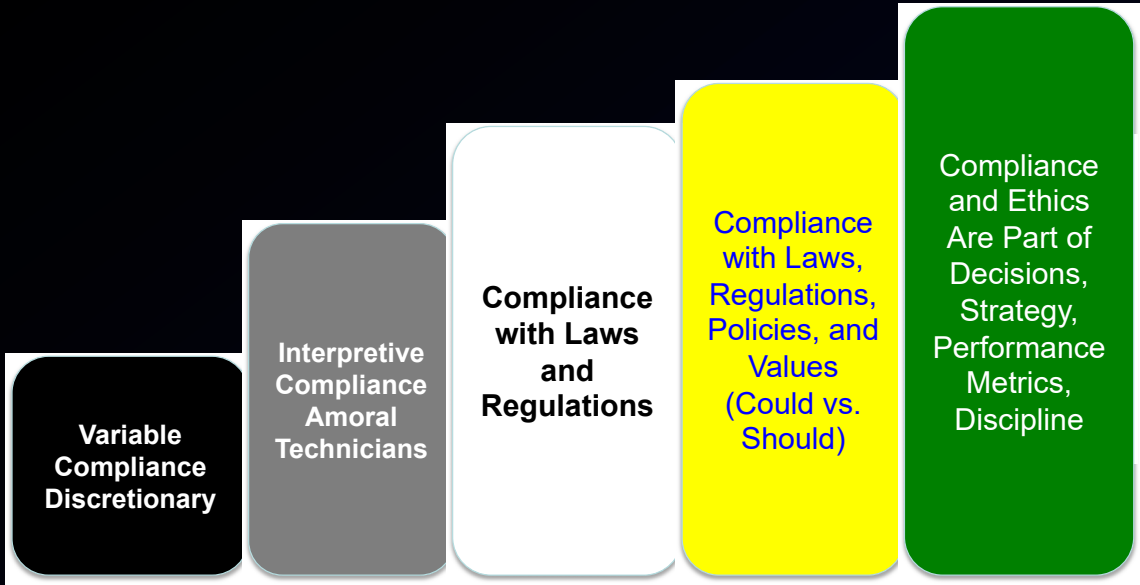 Variable
Compliance
Discretionary
Interpretive
Compliance
Amoral
Technicians
Compliance
with Laws
and
Regulations
Compliance
with Laws,
Regulations,
Policies, and
Values
(Could vs.
Should)
Compliance
and Ethics
Are Part of
Decisions,
Strategy,
Performance
Metrics,
Discipline